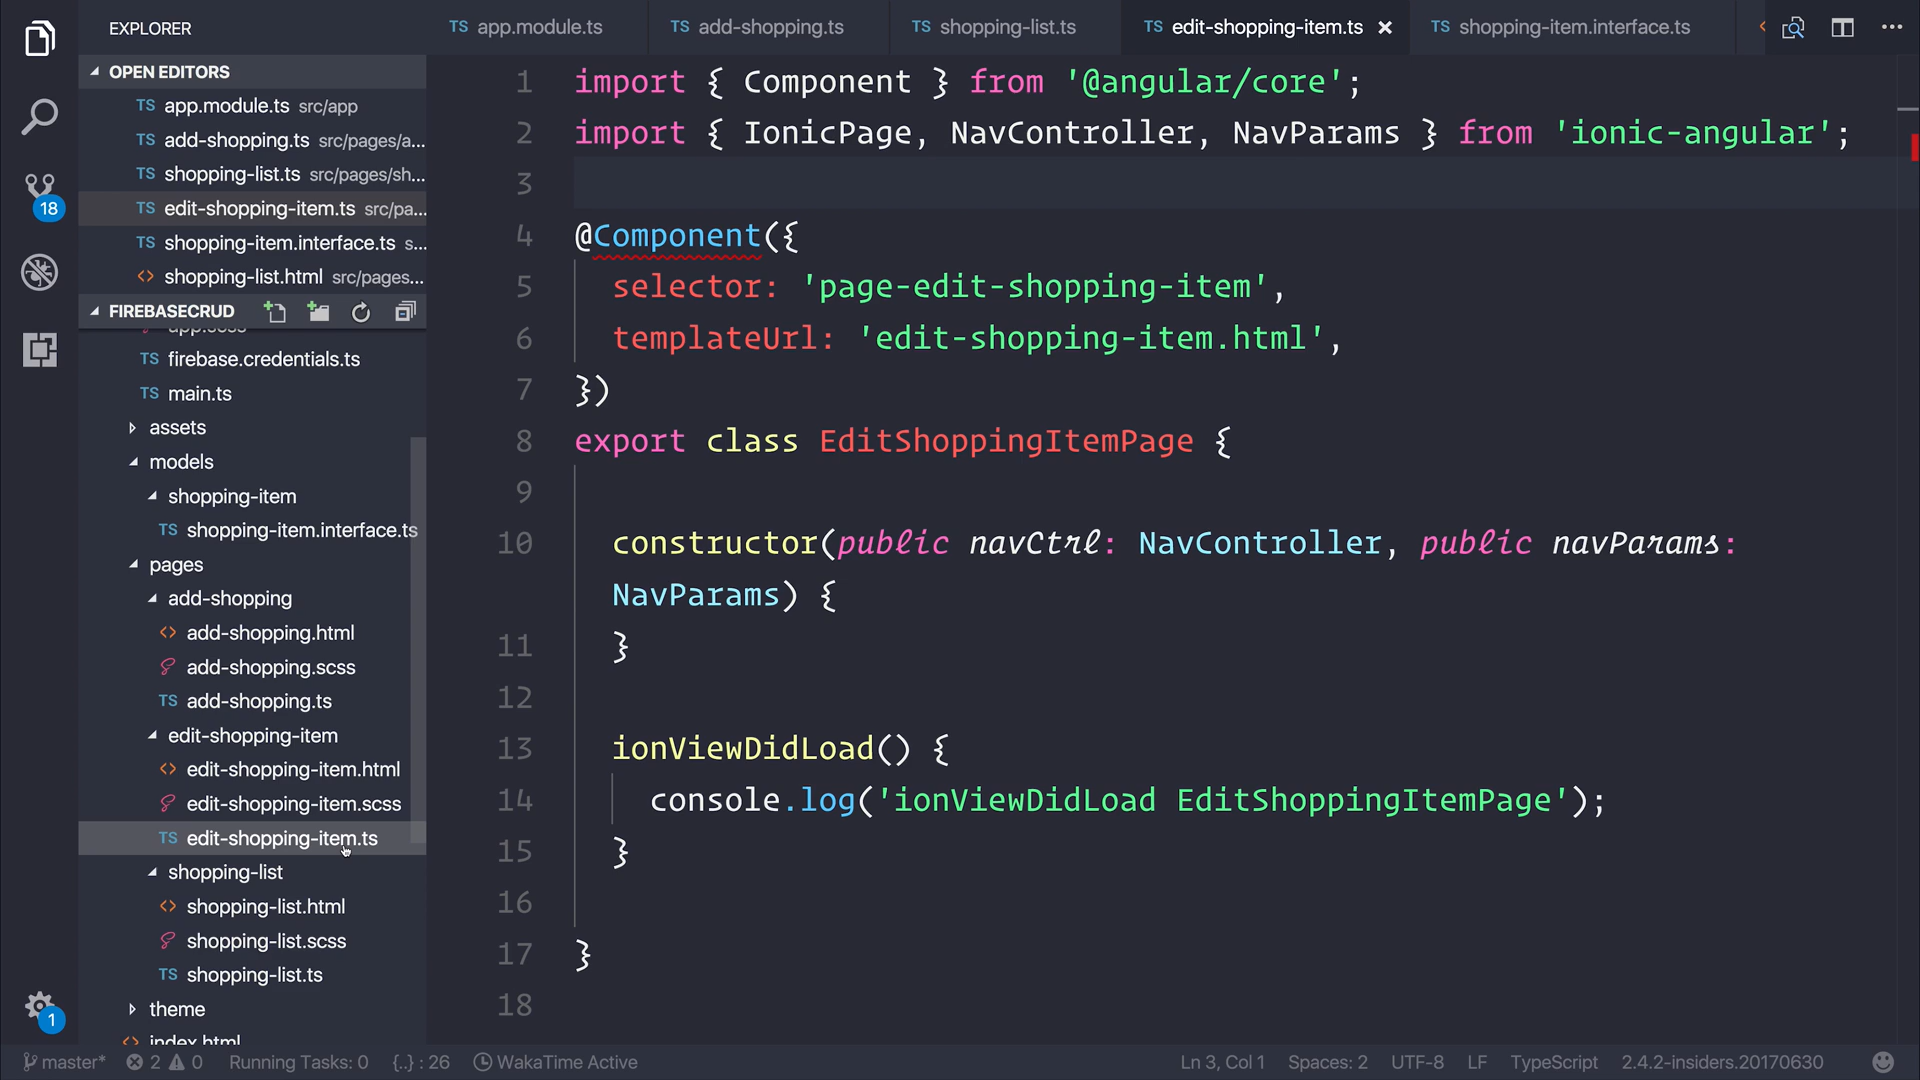 EXPLORER
OPEN EDITORS
TS app.module.ts src/app
TS add-shopping.ts src/pages/a...
TS shopping-list.ts src/pages/sh...
TS edit-shopping-item.ts src/pa...
TS shopping-item.interface.ts s...
<> shopping-list.html src/pages...
FIREBASECRUD
app.scss
TS firebase.credentials.ts
TS main.ts
assets
models
shopping-item
TS shopping-item.interface.ts
pages
add-shopping
<> add-shopping.html
add-shopping.scss
TS add-shopping.ts
edit-shopping-item
<> edit-shopping-item.html
edit-shopping-item.scss
TS edit-shopping-item.ts
shopping-list
<> shopping-list.html
shopping-list.scss
TS shopping-list.ts
theme
<> index.html
18
1
TS app.module.ts TS add-shopping.ts TS shopping-list.ts TS edit-shopping-item.ts × TS shopping-item.interface.ts
1 import { Component } from '@angular/core';
2 import { IonicPage, NavController, NavParams } from 'ionic-angular';
3
4 @Component({
5 selector: 'page-edit-shopping-item',
6 templateUrl: 'edit-shopping-item.html',
7 })
8 export class EditShoppingItemPage {
9
10 constructor(public navCtrl: NavController, public navParams:
NavParams) {
11 }
12
13 ionViewDidLoad() {
14 console.log('ionViewDidLoad EditShoppingItemPage');
15 }
16
17 }
18
master* 2 0 Running Tasks: 0 {..} : 26 WakaTime Active Ln 3, Col 1 Spaces: 2 UTF-8 LF TypeScript 2.4.2-insiders.20170630